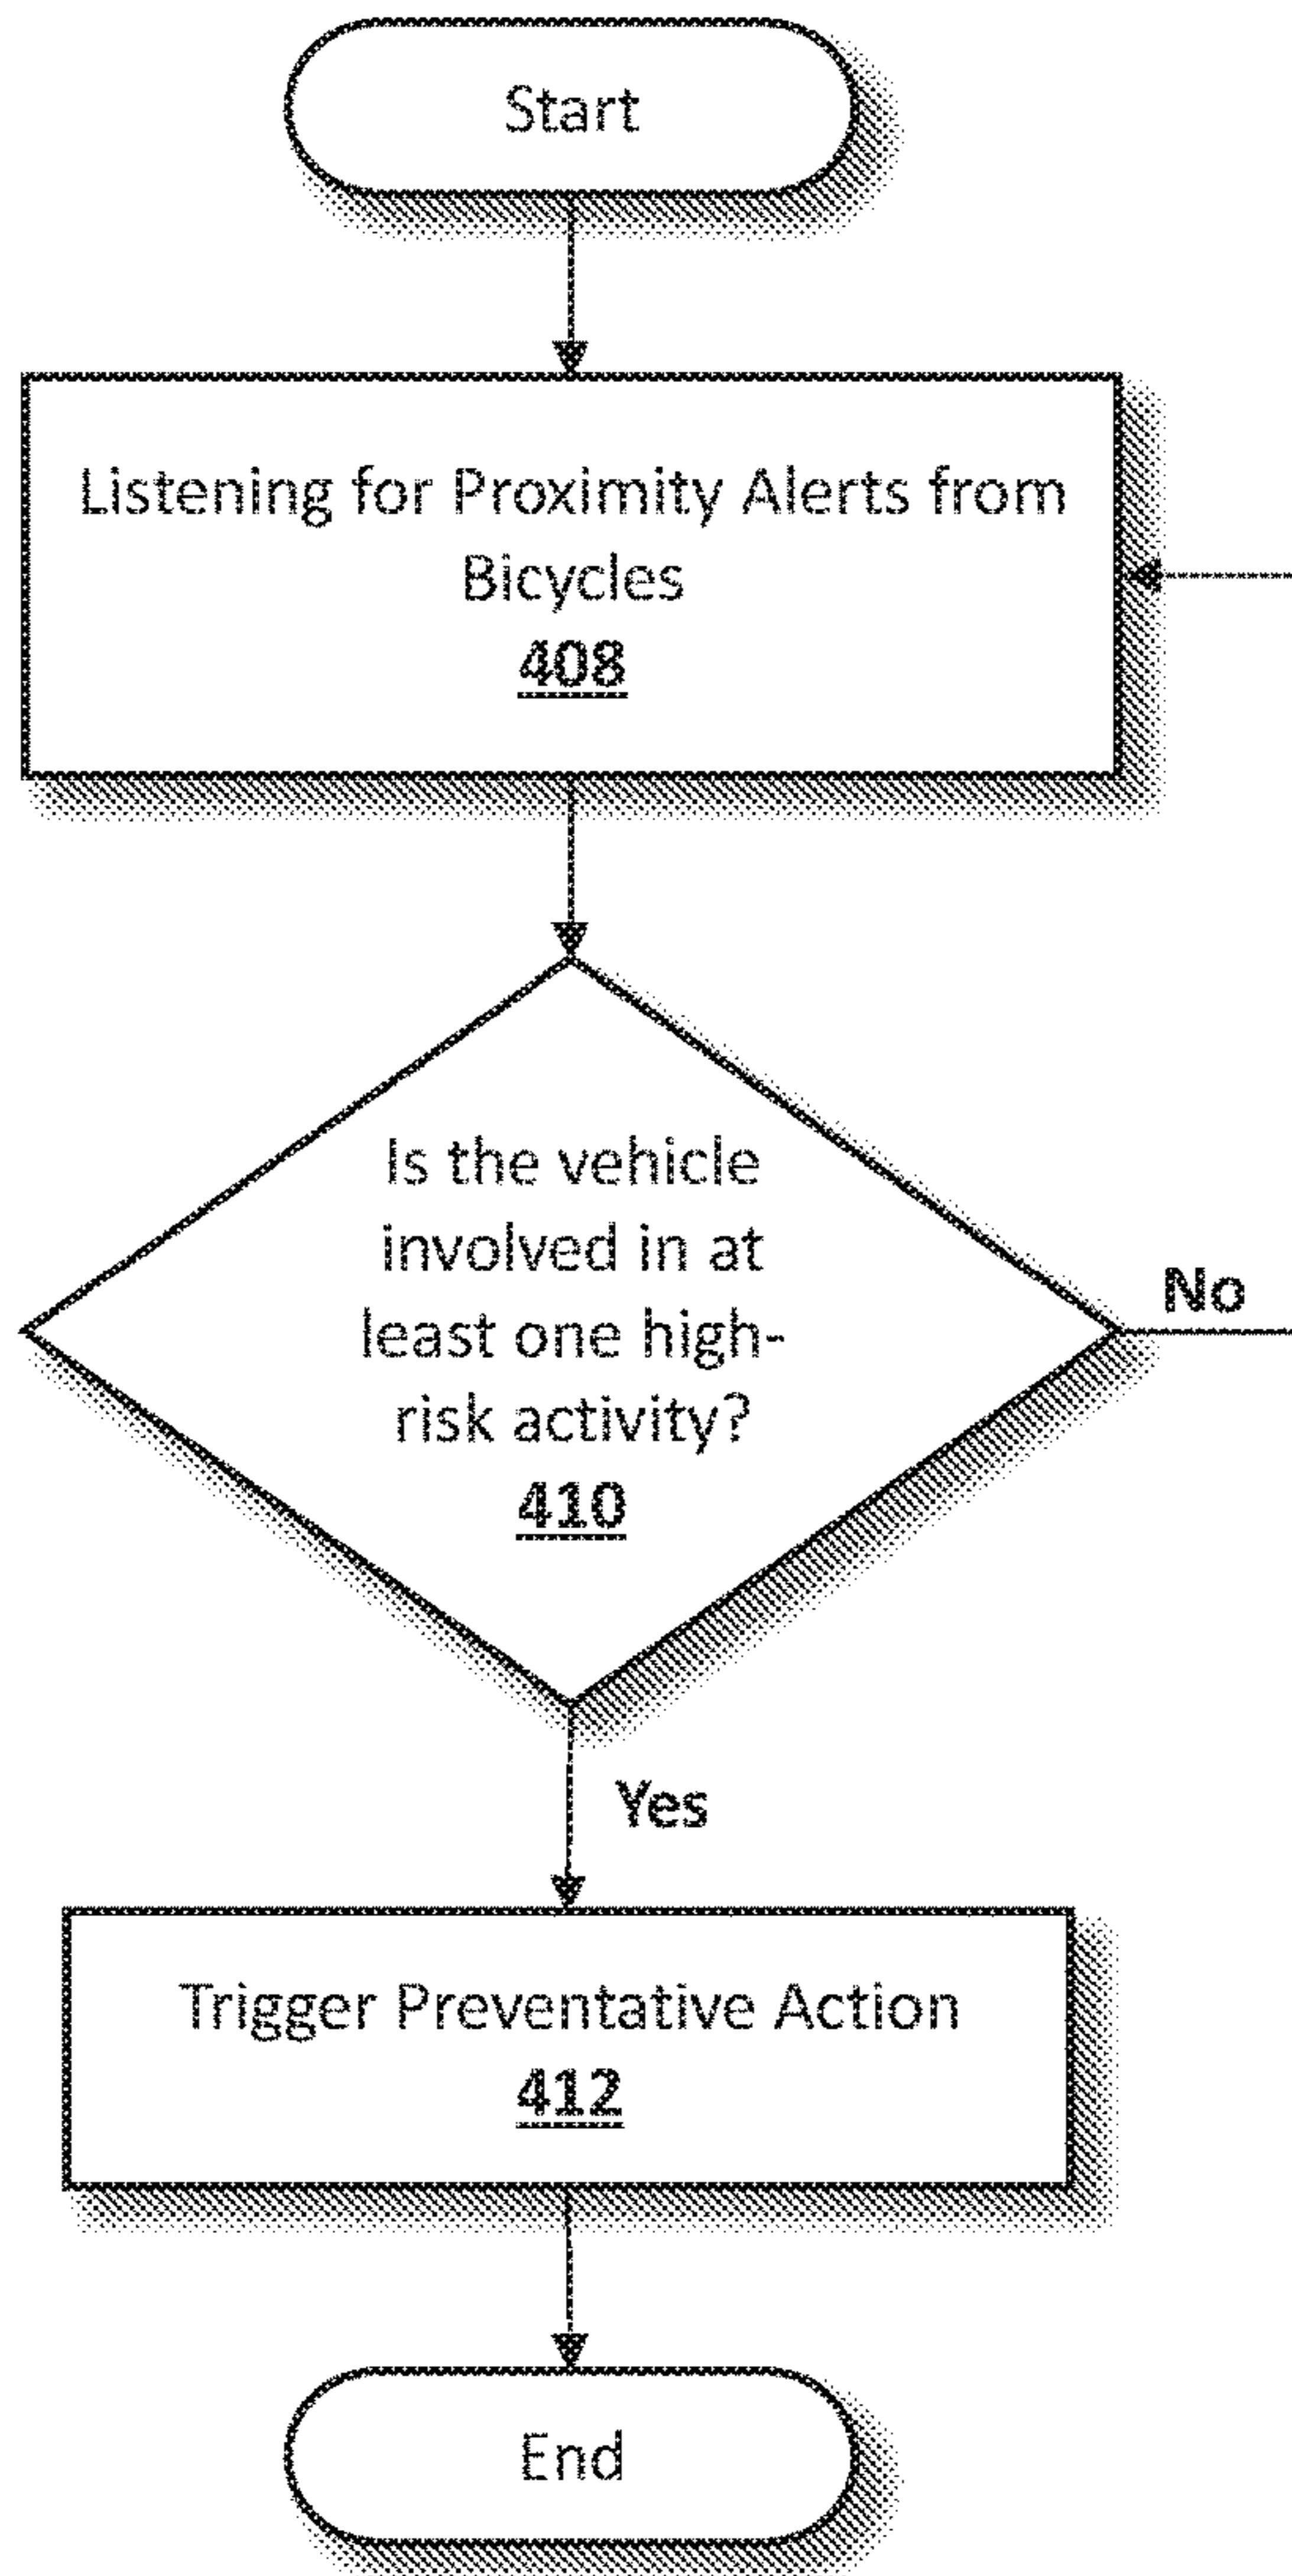 Start
Listening for Proximity Alerts from
Bicycles
408
Is the vehicle
involved in at
least one high-
risk activity?
410
No
Yes
Trigger Preventative Action
412
End